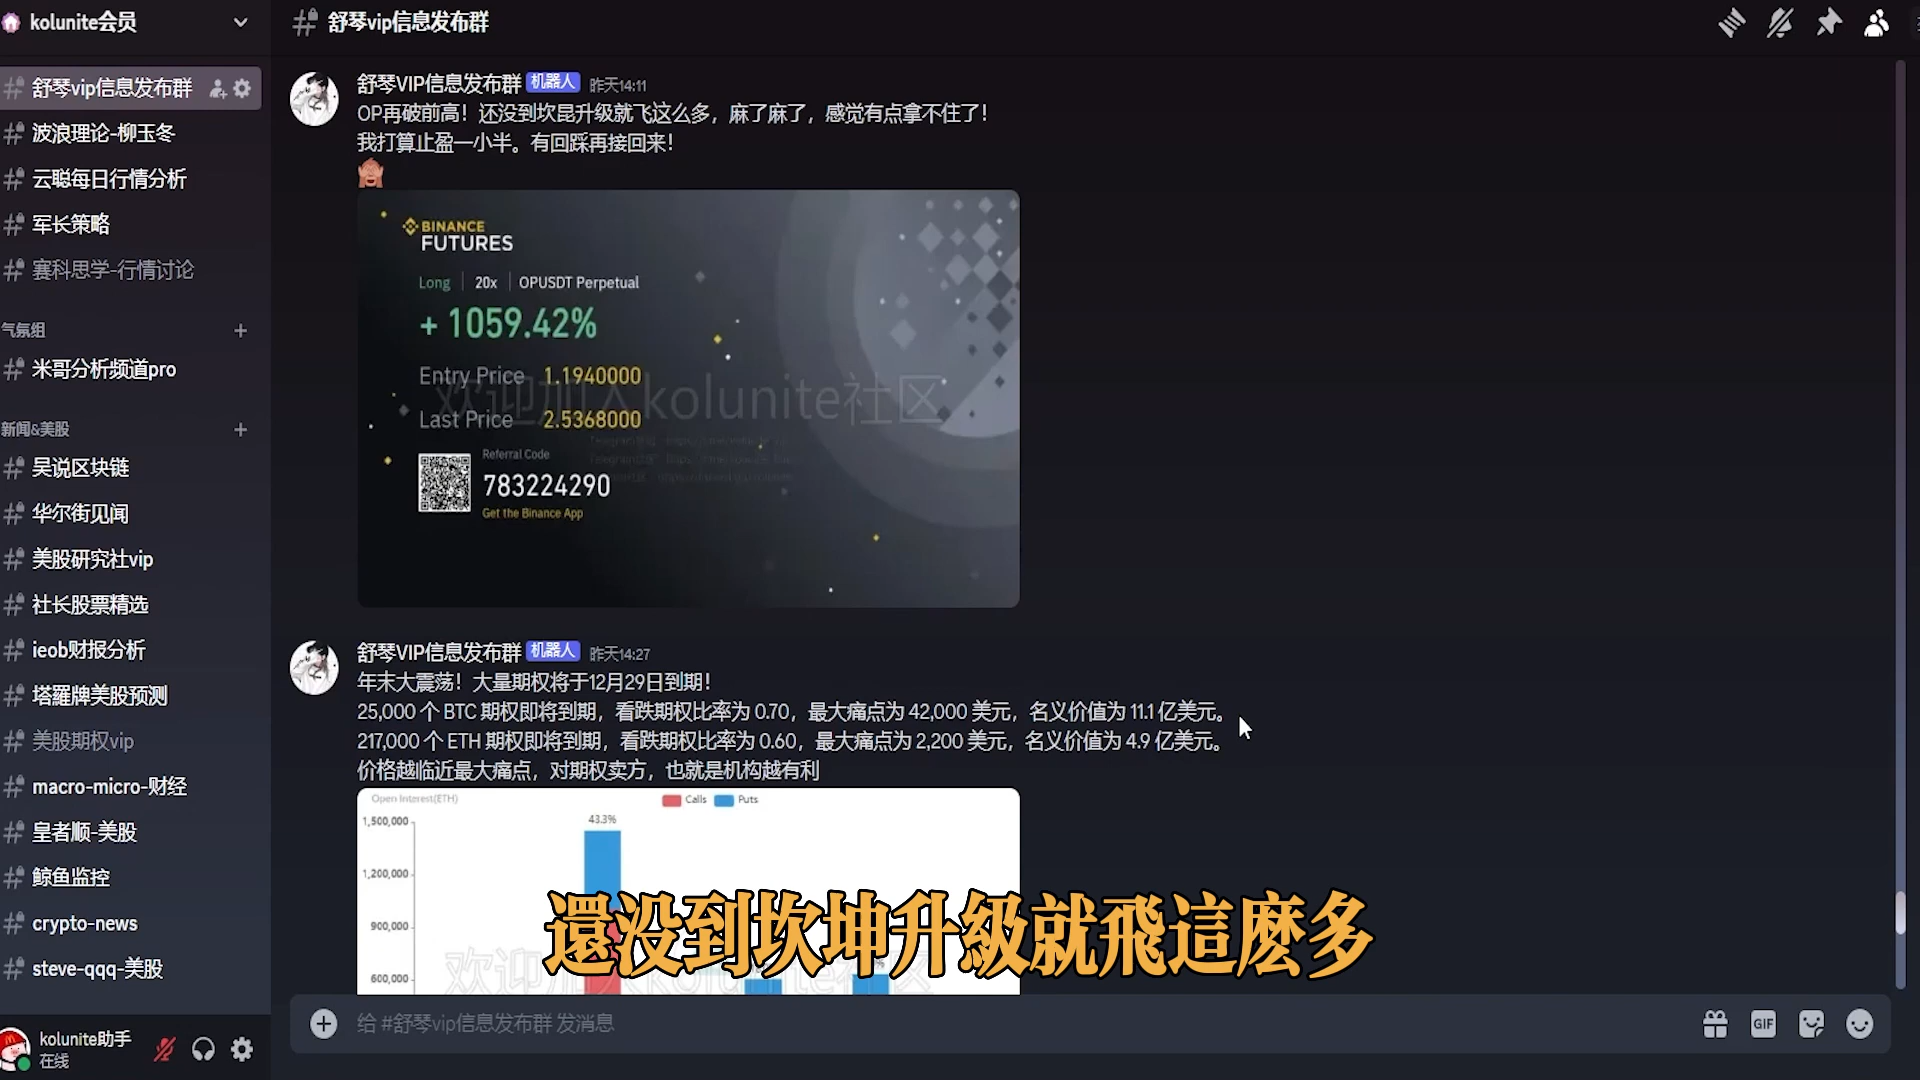 kolunite会员
舒琴vip信息发布群
波浪理论-柳玉冬
云聪每日行情分析
军长策略
赛科思学-行情讨论
气氛组
米哥分析频道pro
新闻&美股
吴说区块链
华尔街见闻
美股研究社vip
社长股票精选
ieob财报分析
塔羅牌美股预测
美股期权vip
macro-micro-财经
皇者顺-美股
鲸鱼监控
crypto-news
steve-qqq-美股
kolunite助手
在线
舒琴vip信息发布群
舒琴VIP信息发布群 机器人 昨天14:11
OP再破前高！还没到坎昆升级就飞这么多，麻了麻了，感觉有点拿不住了！
我打算止盈一小半。有回踩再接回来！
BINANCE
FUTURES
Long 20x OPUSDT Perpetual
+ 1059.42%
Entry Price 1.1940000
Last Price 2.5368000
欢迎加入kolunite社区
Referral Code
783224290
Get the Binance App
舒琴VIP信息发布群 机器人 昨天14:27
年末大震荡！大量期权将于12月29日到期！
25,000 个 BTC 期权即将到期，看跌期权比率为 0.70，最大痛点为 42,000 美元，名义价值为 11.1 亿美元。
217,000 个 ETH 期权即将到期，看跌期权比率为 0.60，最大痛点为 2,200 美元，名义价值为 4.9 亿美元。
价格越临近最大痛点，对期权卖方，也就是机构越有利
Open Interest(ETH)
Calls Puts
43.3%
1,500,000
1,200,000
900,000
600,000
還没到坎坤升級就飛這麽多
给 #舒琴vip信息发布群 发消息
GIF